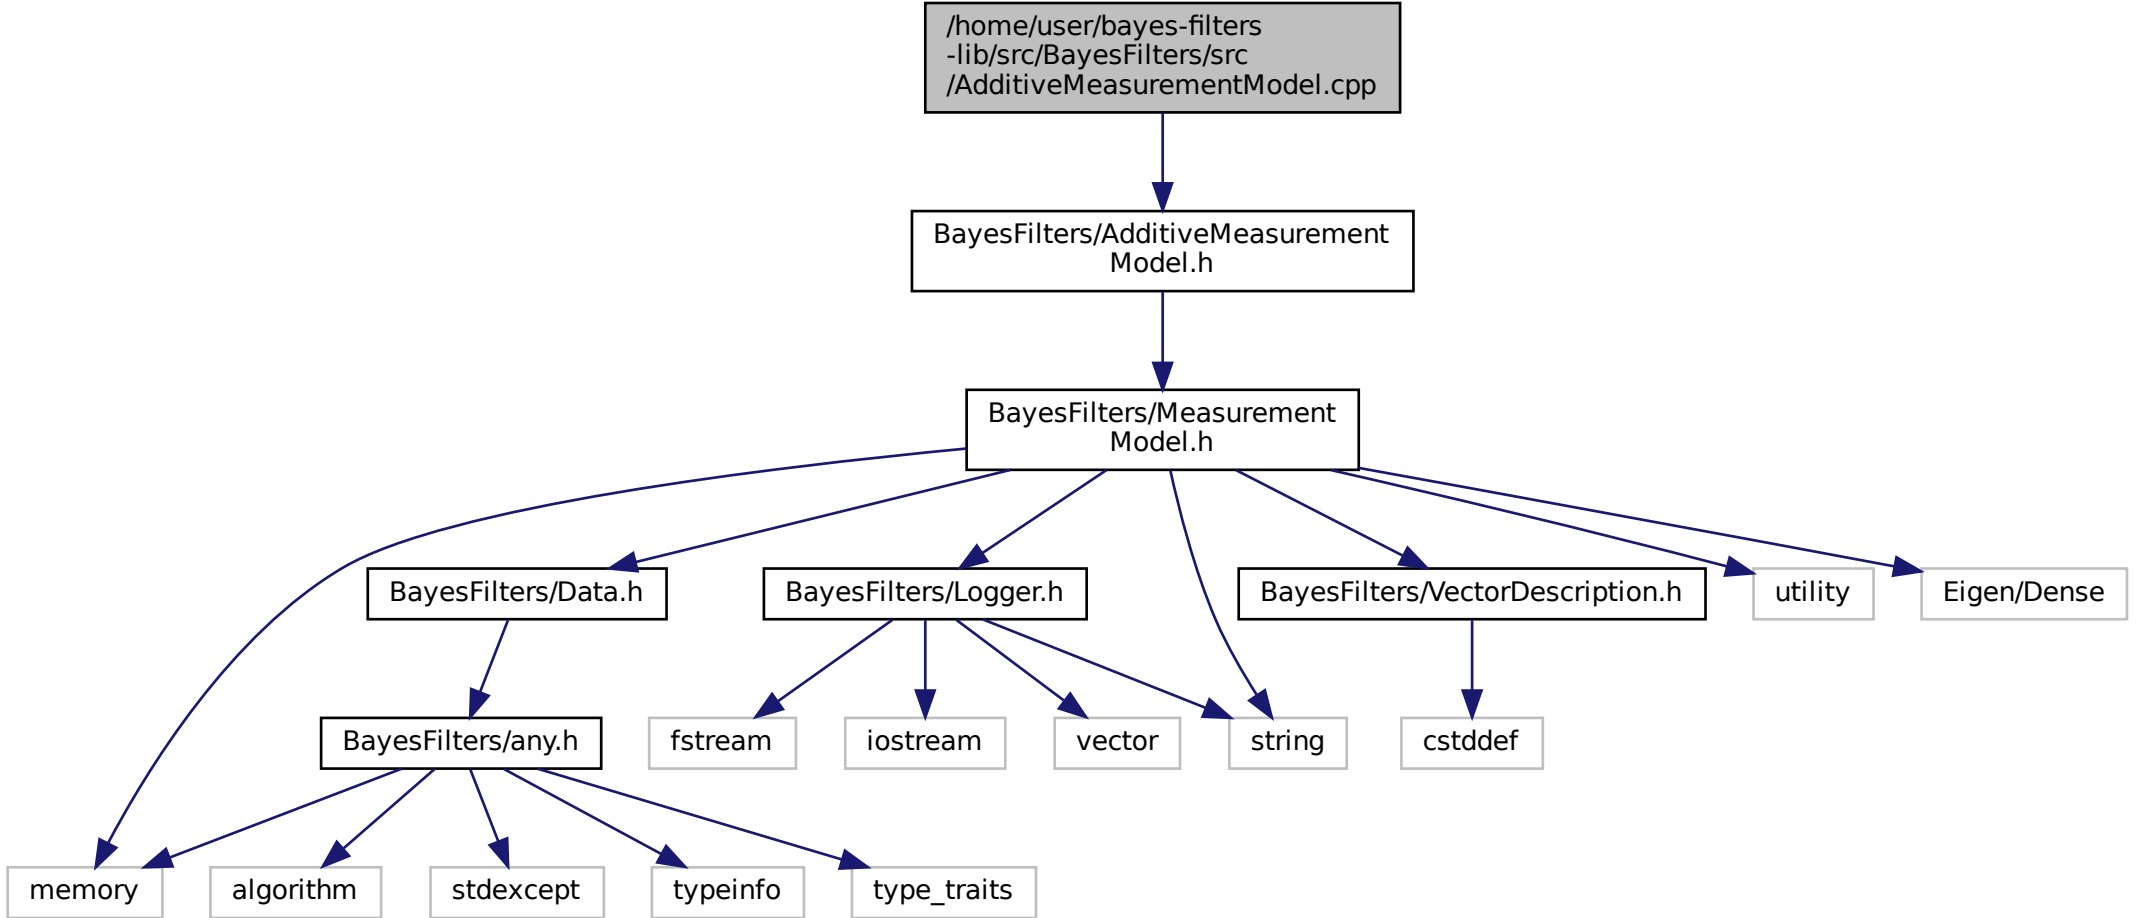 /home/user/bayes-filters
-lib/src/BayesFilters/src
/AdditiveMeasurementModel.cpp
BayesFilters/AdditiveMeasurement
Model.h
BayesFilters/Measurement
Model.h
BayesFilters/Data.h
BayesFilters/Logger.h
BayesFilters/VectorDescription.h
utility
Eigen/Dense
BayesFilters/any.h
fstream
iostream
vector
string
cstddef
memory
algorithm
stdexcept
typeinfo
type_traits